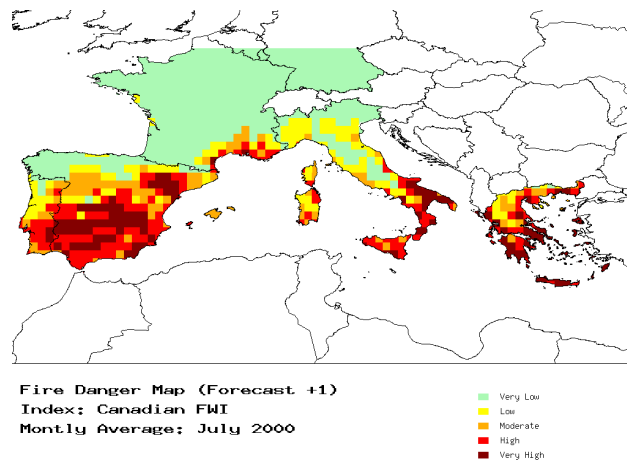 Fire Danger Map (Forecast +1)
Index: Canadian FWI
Montly Average: July 2000
Very Low
Low
Moderate
High
Very High